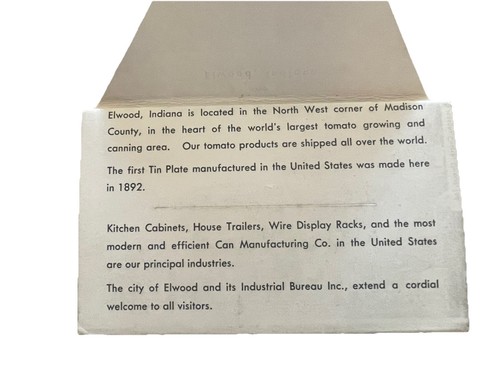 Elwood, Indiana is located in the North West corner of Madison
County, in the heart of the world's largest tomato growing and
canning area. Our tomato products are shipped all over the world.
The first Tin Plate manufactured in the United States was made here
in 1892.
Kitchen Cabinets, House Trailers, Wire Display Racks, and the most
modern and efficient Can Manufacturing Co. in the United States
are our principal industries.
The city of Elwood and its Industrial Bureau Inc., extend a cordial
welcome to all visitors.